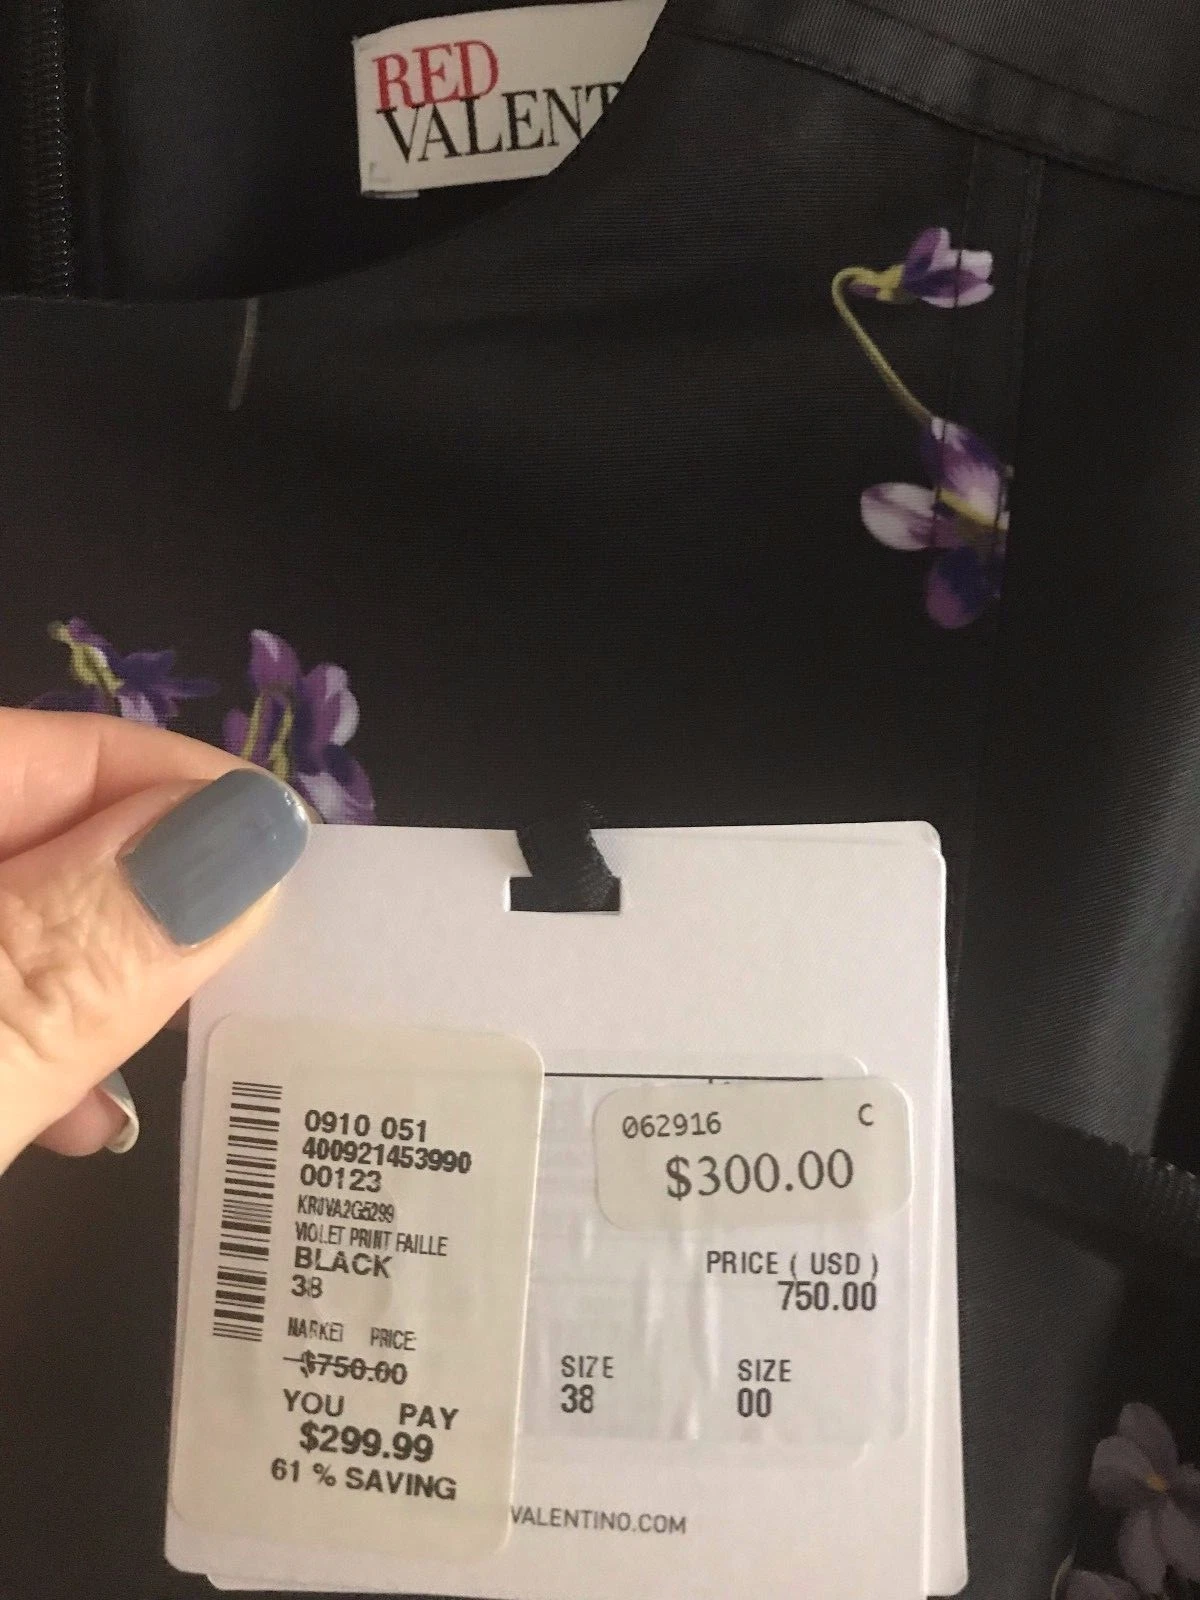 RED
VALENT
0910 051
400921453990
00123
KR0VA2G5299
VIOLET PRINT FAILLE
BLACK
38
MARKET PRICE:
$750.00
YOU PAY
$299.99
61 % SAVING
062916 C
$300.00
PRICE ( USD )
750.00
SIZE SIZE
38 00
VALENTINO.COM